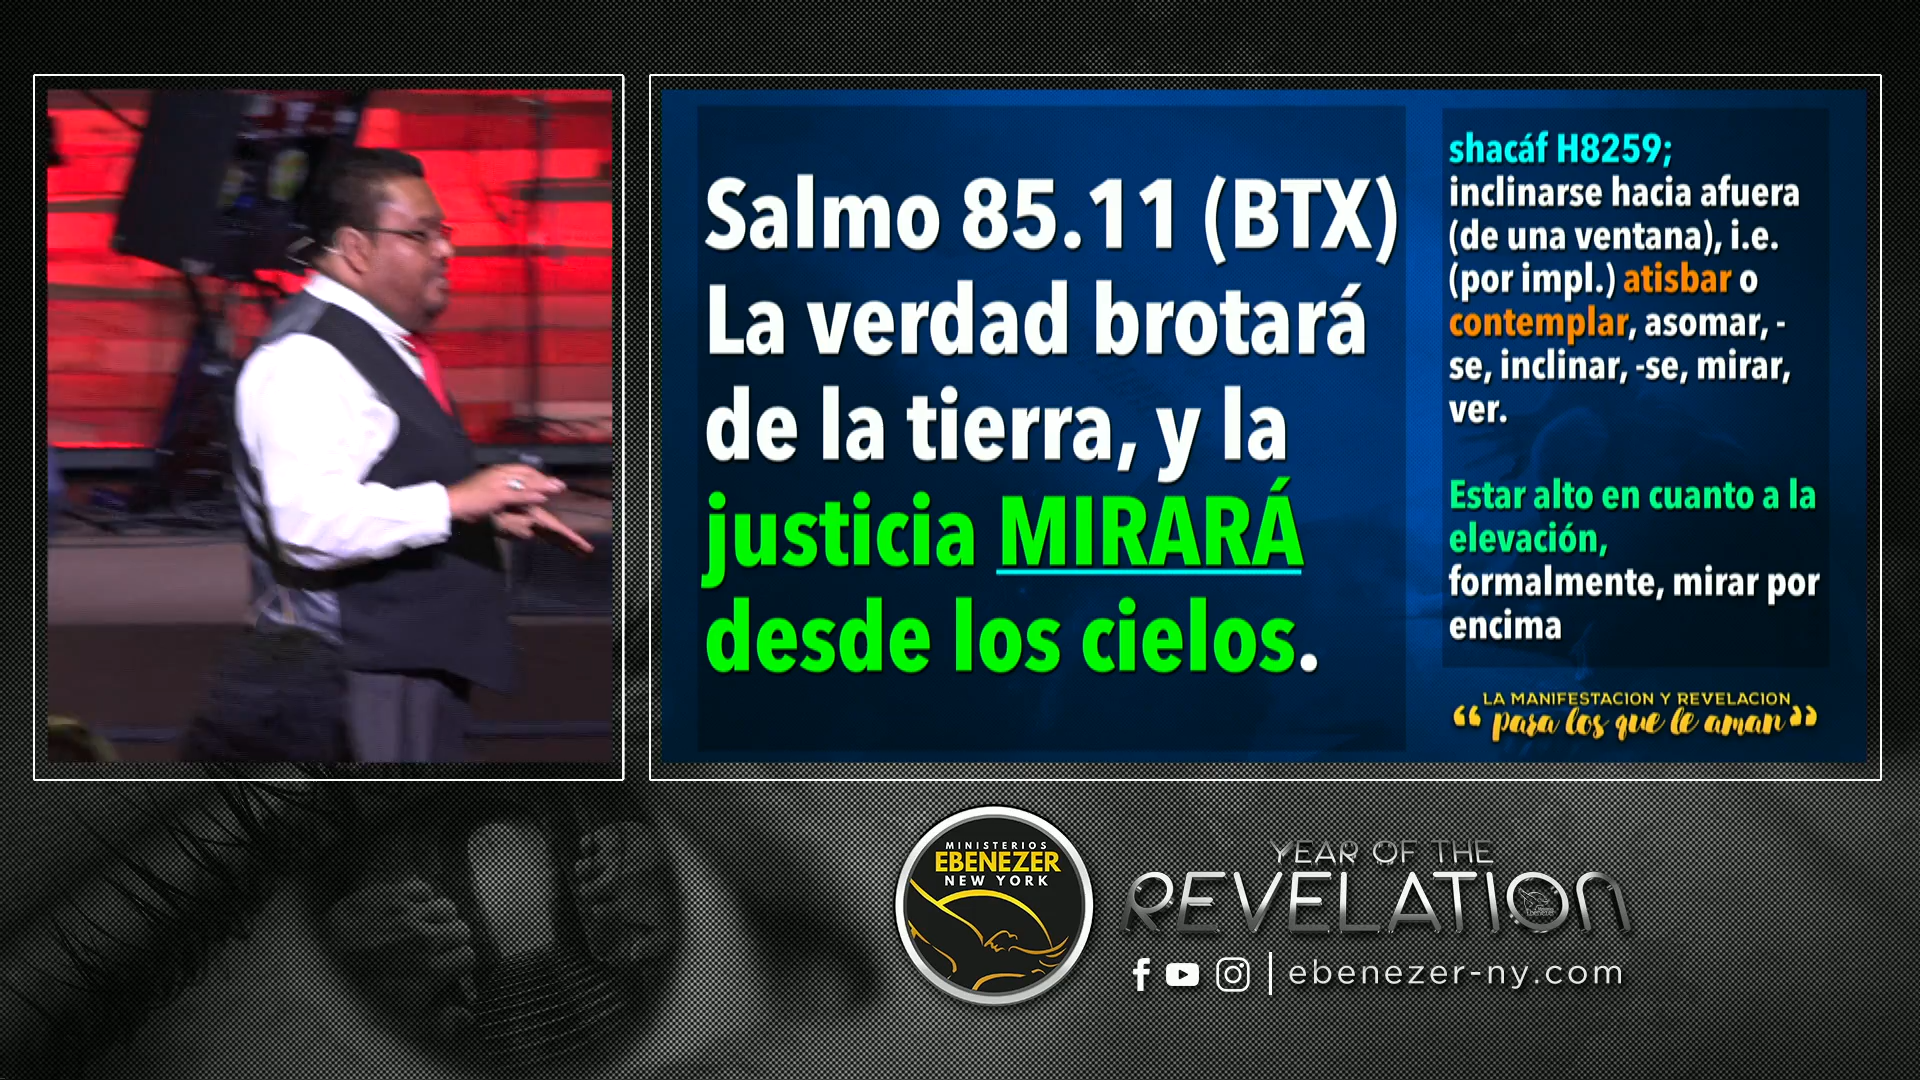 Salmo 85.11 (BTX)
La verdad brotará
de la tierra, y la
justicia MIRARÁ
desde los cielos.
shacáf H8259;
inclinarse hacia afuera
(de una ventana), i.e.
(por impl.) atisbar o
contemplar, asomar, -
se, inclinar, -se, mirar,
ver.
Estar alto en cuanto a la
elevación,
formalmente, mirar por
encima
LA MANIFESTACION Y REVELACION
“para los que le aman”
MINISTERIOS
EBENEZER
NEW YORK
YEAR OF THE
REVELATION
ebenezer-ny.com